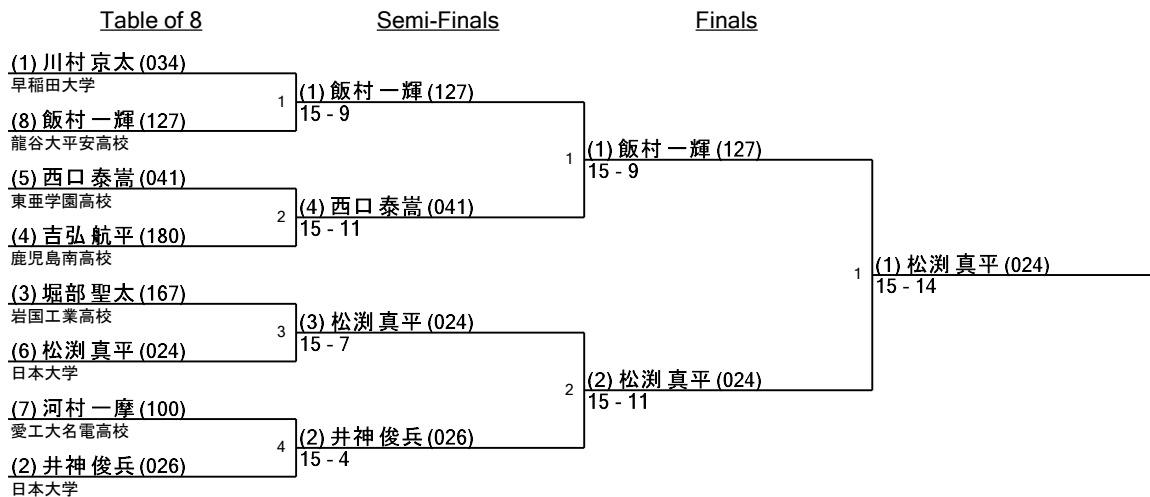 Table of 8
Semi-Finals
Finals
(1) 川村 京太 (034)
早稲田大学
1
(8) 飯村 一輝 (127)
龍谷大平安高校
(1) 飯村 一輝 (127)
15 - 9
(5) 西口 泰嵩 (041)
東亜学園高校
2
(4) 吉弘 航平 (180)
鹿児島南高校
(4) 西口 泰嵩 (041)
15 - 11
1
(1) 飯村 一輝 (127)
15 - 9
(3) 堀部 聖太 (167)
岩国工業高校
3
(6) 松渕 真平 (024)
日本大学
(3) 松渕 真平 (024)
15 - 7
(7) 河村 一摩 (100)
愛工大名電高校
4
(2) 井神 俊兵 (026)
日本大学
(2) 井神 俊兵 (026)
15 - 4
2
(2) 松渕 真平 (024)
15 - 11
1
(1) 松渕 真平 (024)
15 - 14